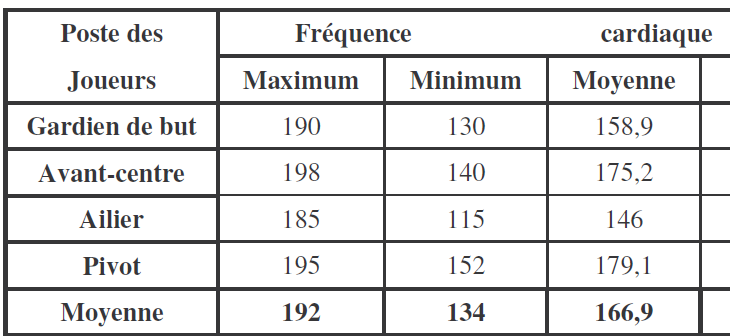 Poste des Fréquence cardiaque
Joueurs Maximum Minimum Moyenne
Gardien de but 190 130 158,9
Avant-centre 198 140 175,2
Ailier 185 115 146
Pivot 195 152 179,1
Moyenne 192 134 166,9